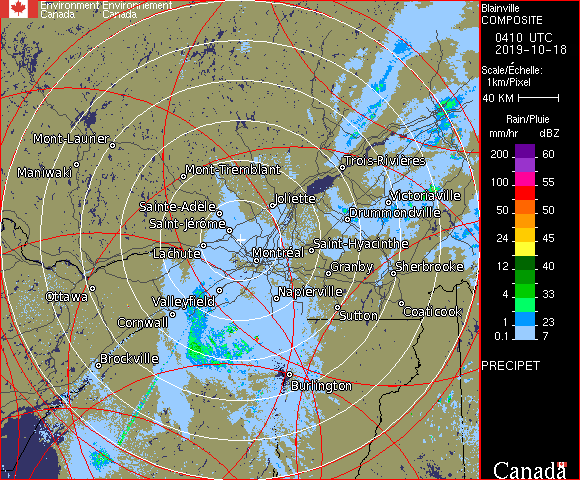 Environment Environnement
Canada Canada
Blainville
COMPOSITE
0410 UTC
2019-10-18
Scale/Échelle:
1km/Pixel
40 KM
Rain/Pluie
mm/hr dBZ
200 60
100 55
50 50
24 45
12 40
4 33
1 23
0.1 7
PRECIPET
Canada
Mont-Laurier
Maniwaki
Mont-Tremblant
Trois-Rivières
Joliette
Victoriaville
Sainte-Adèle
Drummondville
Saint-Jérôme
Saint-Hyacinthe
Lachute
Montréal
Granby
Sherbrooke
Ottawa
Valleyfield
Napierville
Coaticook
Cornwall
Sutton
Brockville
Burlington